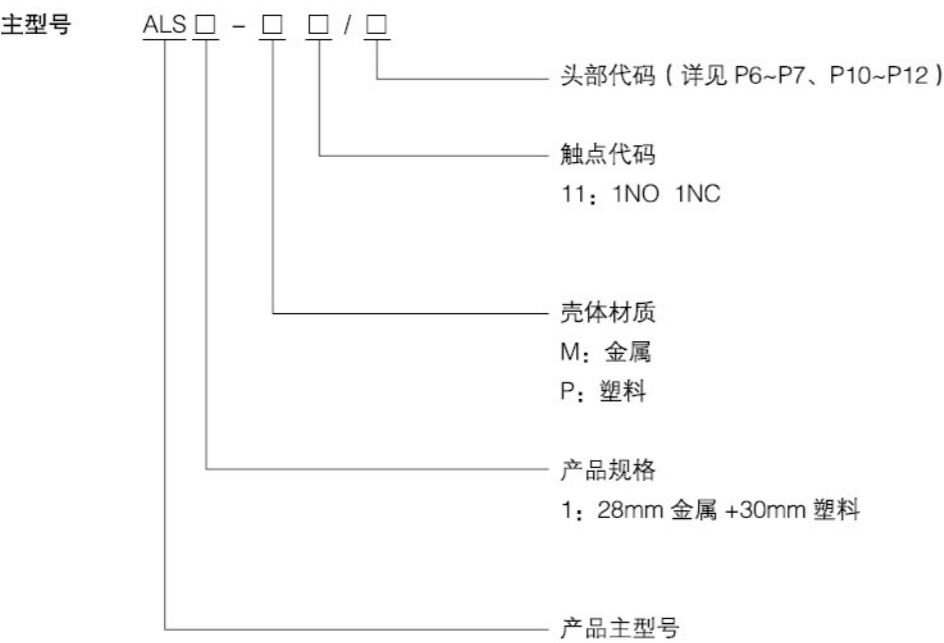 主型号 ALS□ - □ □ / □
头部代码（详见 P6~P7、P10~P12）
触点代码
11：1NO 1NC
壳体材质
M：金属
P：塑料
产品规格
1：28mm 金属 +30mm 塑料
产品主型号